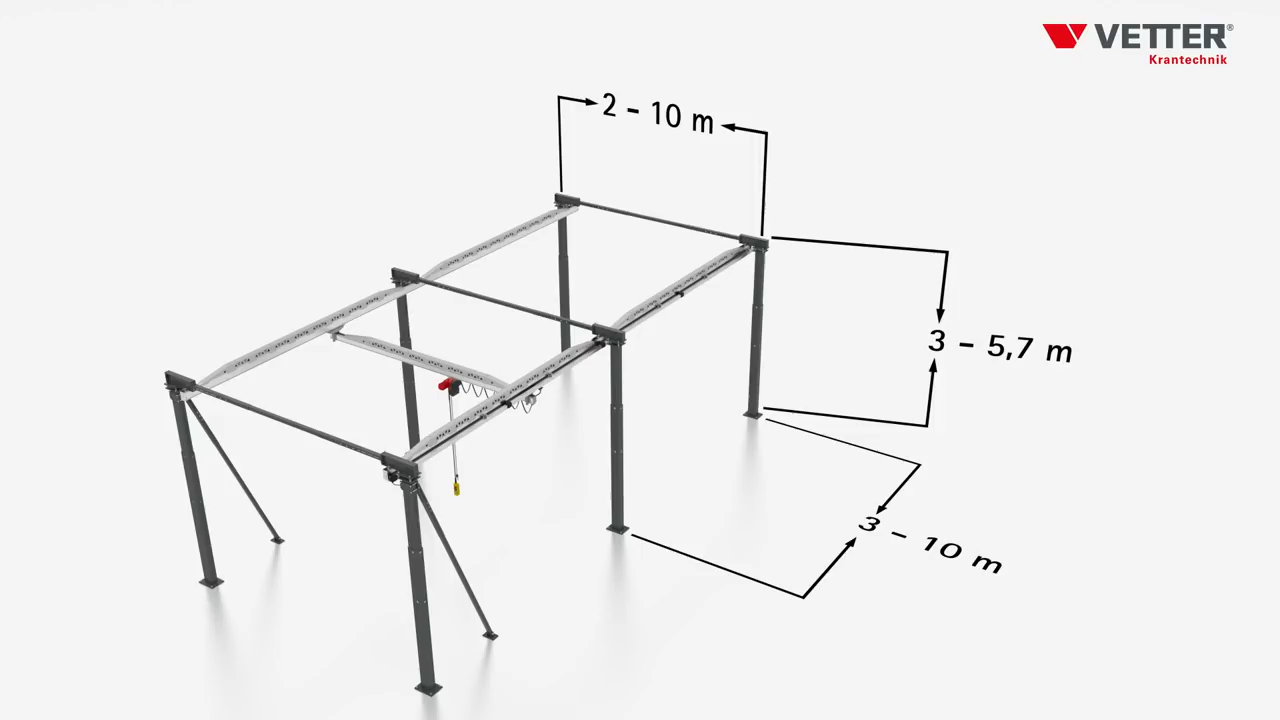 VETTER®
Krantechnik
2 – 10 m
3 – 5,7 m
3 – 10 m